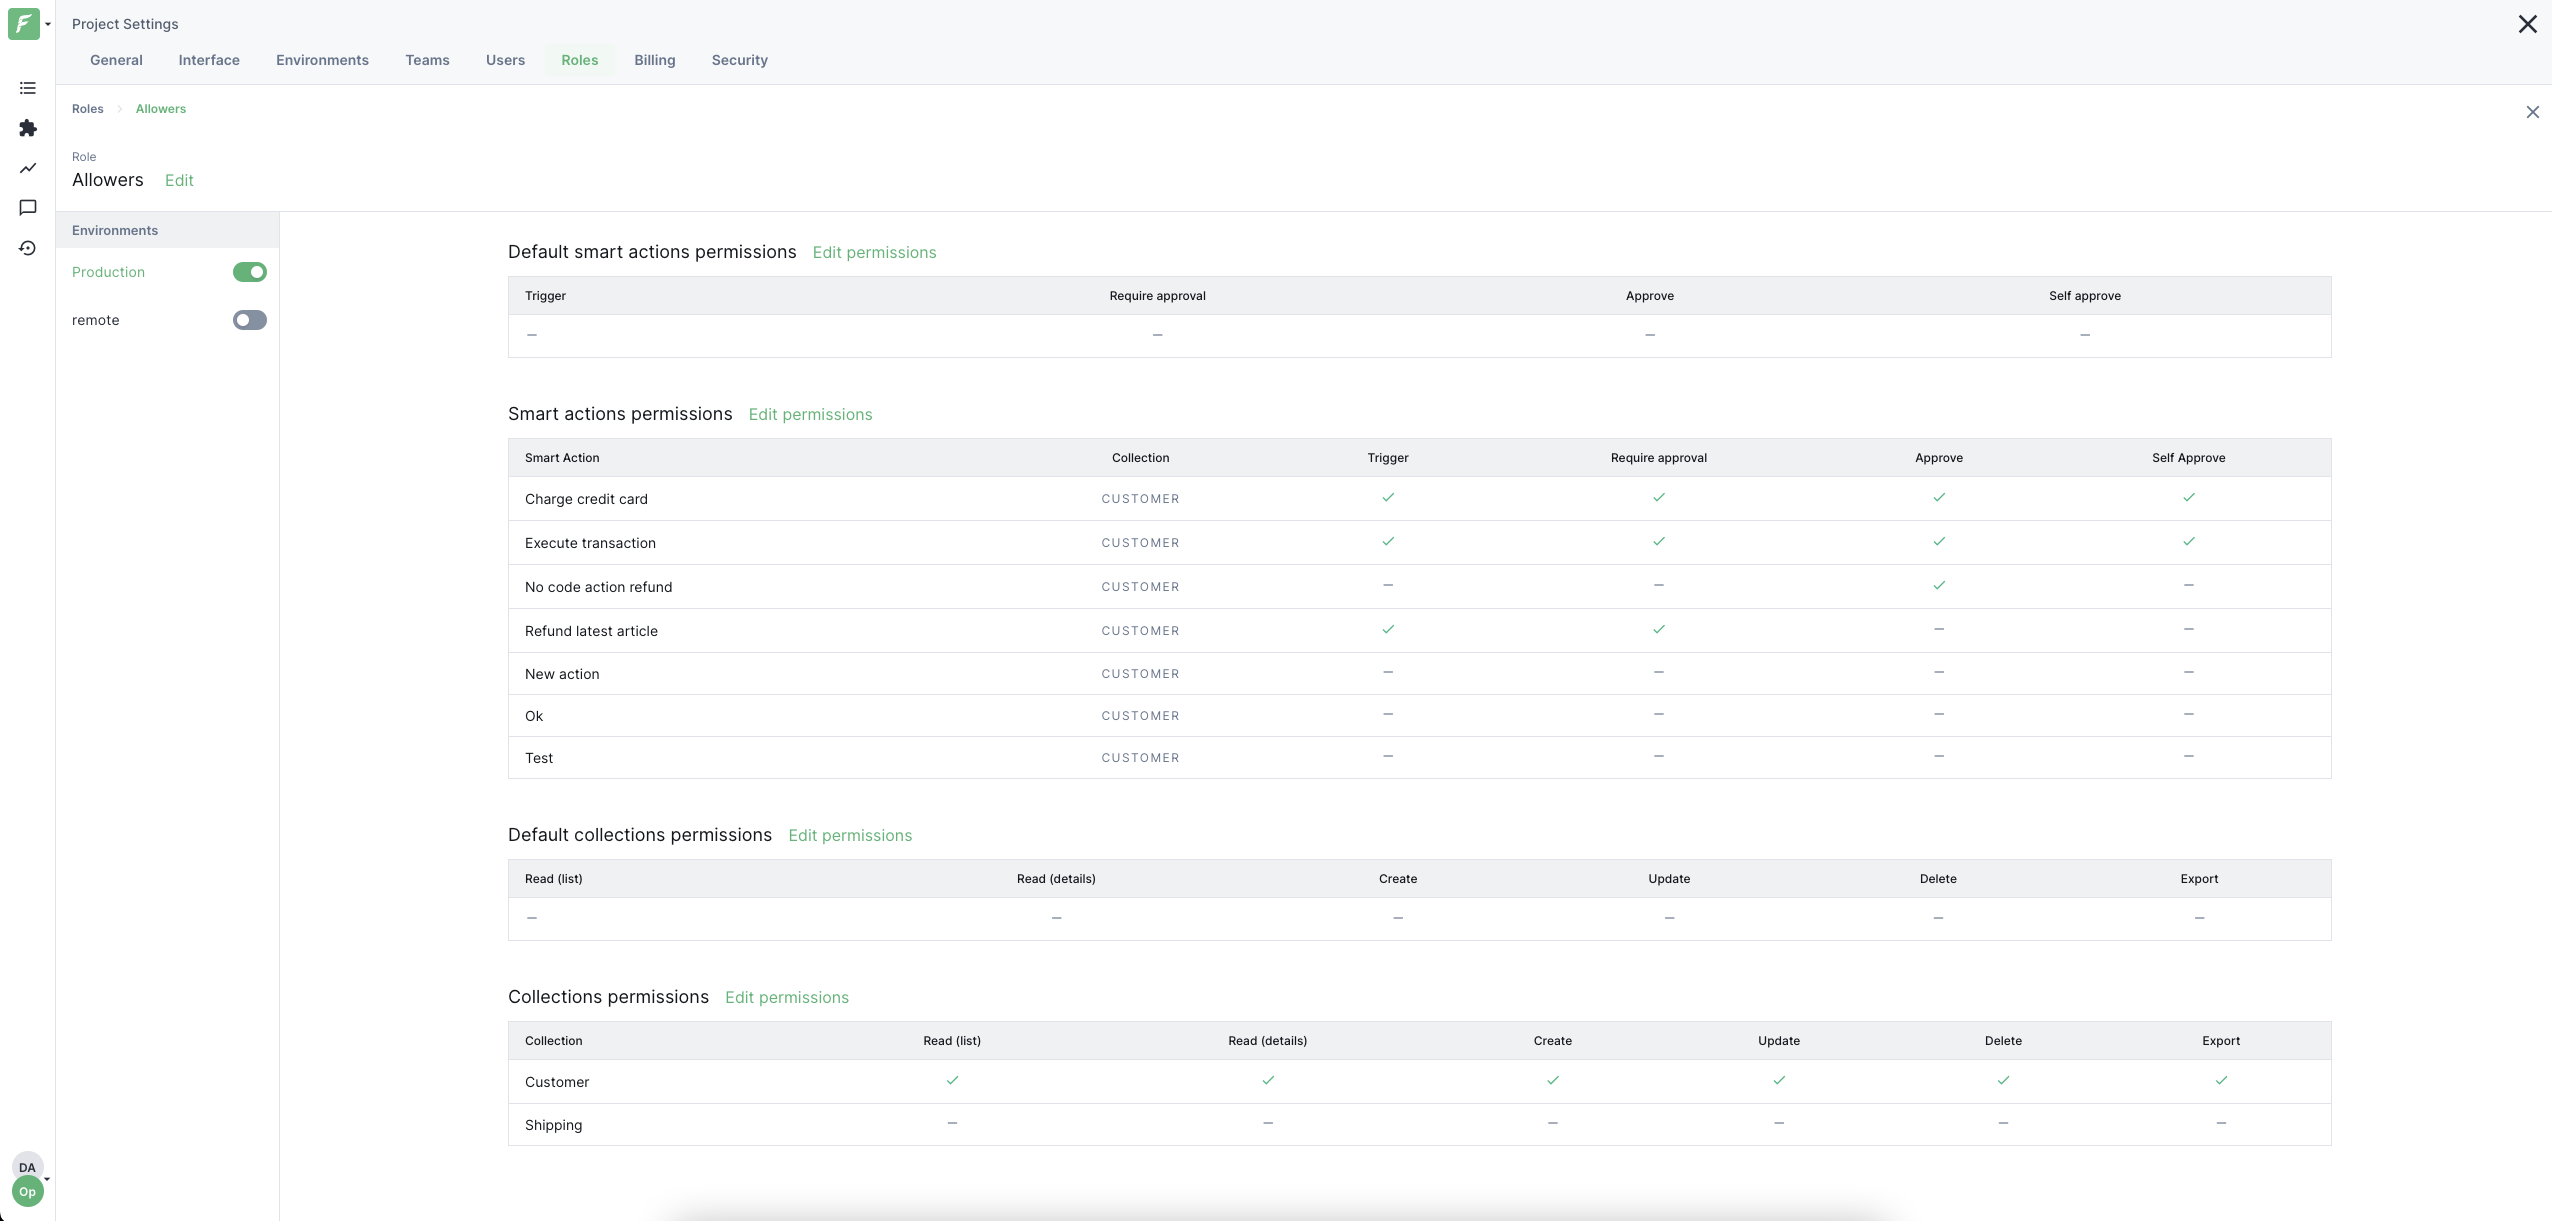 Project Settings
General Interface Environments Teams Users Roles Billing Security
Roles Allowers
Role
Allowers Edit
Environments
Production
remote
Default smart actions permissions Edit permissions
Trigger Require approval Approve Self approve
— — — —
Smart actions permissions Edit permissions
Smart Action Collection Trigger Require approval Approve Self Approve
Charge credit card CUSTOMER ✓ ✓ ✓ ✓
Execute transaction CUSTOMER ✓ ✓ ✓ ✓
No code action refund CUSTOMER — — ✓ —
Refund latest article CUSTOMER ✓ ✓ — —
New action CUSTOMER — — — —
Ok CUSTOMER — — — —
Test CUSTOMER — — — —
Default collections permissions Edit permissions
Read (list) Read (details) Create Update Delete Export
— — — — — —
Collections permissions Edit permissions
Collection Read (list) Read (details) Create Update Delete Export
Customer ✓ ✓ ✓ ✓ ✓ ✓
Shipping — — — — — —
DA
Op